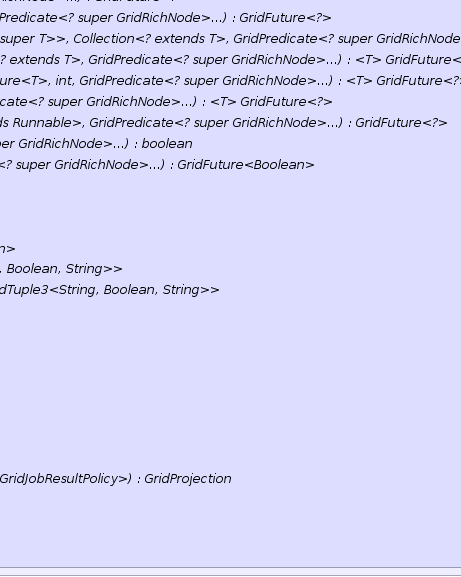 Predicate<? super GridRichNode>...) : GridFuture<?>
super T>>, Collection<? extends T>, GridPredicate<? super GridRichNode
? extends T>, GridPredicate<? super GridRichNode>...) : <T> GridFuture<
ure<T>, int, GridPredicate<? super GridRichNode>...) : <T> GridFuture<?>
cate<? super GridRichNode>...) : <T> GridFuture<?>
ds Runnable>, GridPredicate<? super GridRichNode>...) : GridFuture<?>
per GridRichNode>...) : boolean
<? super GridRichNode>...) : GridFuture<Boolean>
n>
, Boolean, String>>
dTuple3<String, Boolean, String>>
GridJobResultPolicy>) : GridProjection